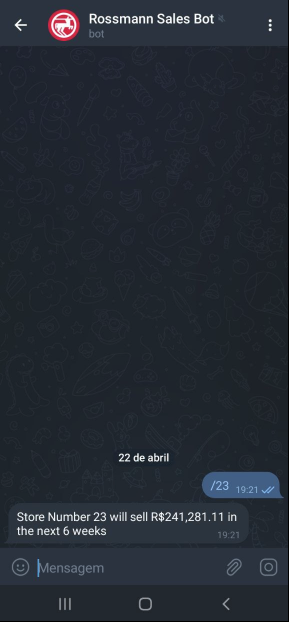 Rossmann Sales Bot
bot
22 de abril
/23 19:21
Store Number 23 will sell R$241,281.11 in
the next 6 weeks
19:21
Mensagem